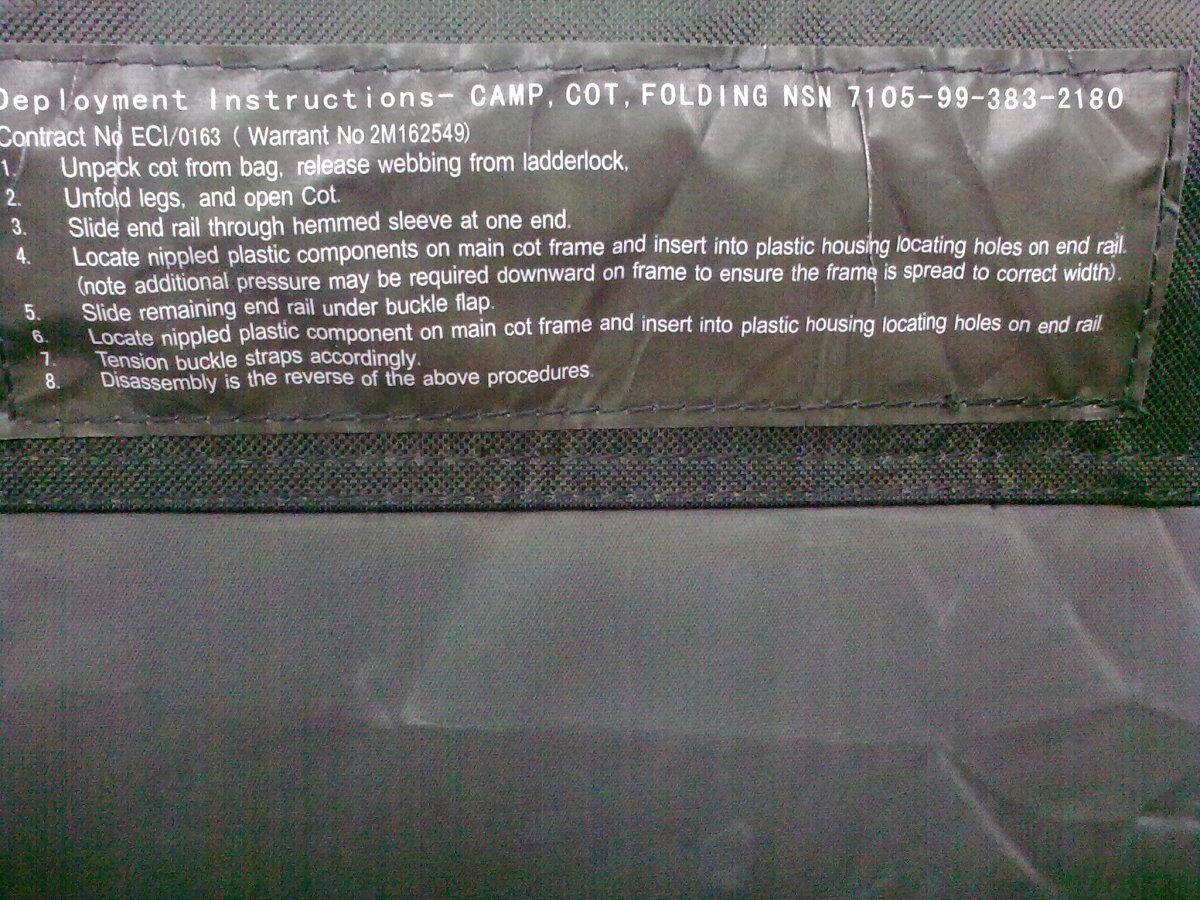 Deployment Instructions- CAMP, COT, FOLDING NSN 7105-99-383-2180
Contract No ECI/0163 ( Warrant No 2M162549)
1. Unpack cot from bag, release webbing from ladderlock,
2. Unfold legs, and open Cot.
3. Slide end rail through hemmed sleeve at one end.
4. Locate nippled plastic components on main cot frame and insert into plastic housing locating holes on end rail.
(note additional pressure may be required downward on frame to ensure the frame is spread to correct width).
5. Slide remaining end rail under buckle flap.
6. Locate nippled plastic component on main cot frame and insert into plastic housing locating holes on end rail.
7. Tension buckle straps accordingly.
8. Disassembly is the reverse of the above procedures.